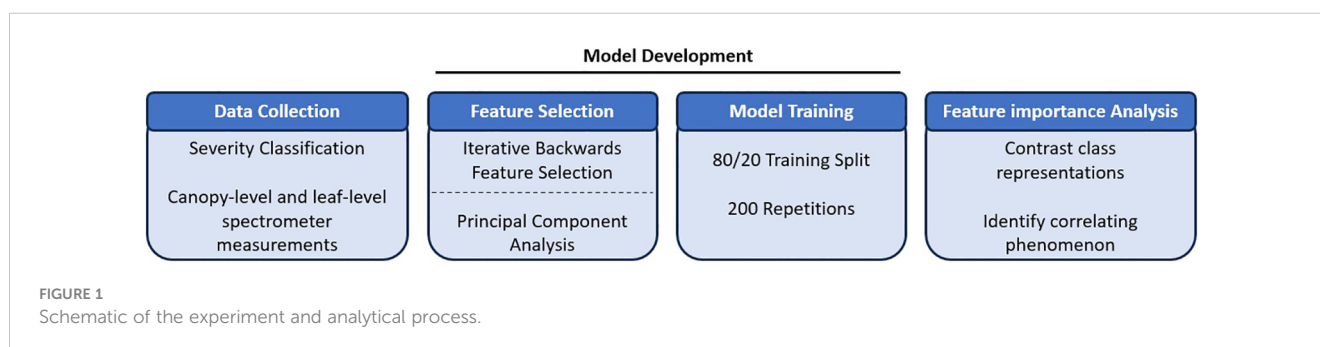 Model Development
Data Collection
Severity Classification
Canopy-level and leaf-level
spectrometer
measurements
Feature Selection
Iterative Backwards
Feature Selection
Principal Component
Analysis
Model Training
80/20 Training Split
200 Repetitions
Feature importance Analysis
Contrast class
representations
Identify correlating
phenomenon
FIGURE 1
Schematic of the experiment and analytical process.